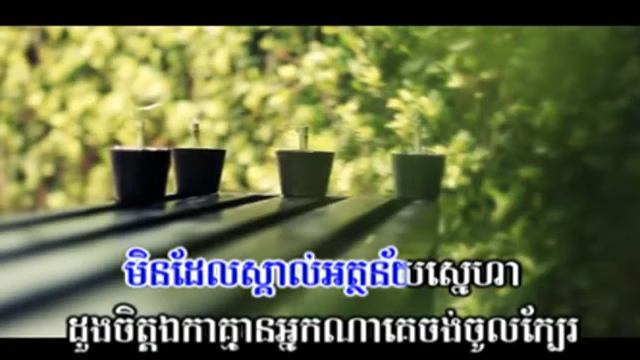 មិនដែលស្គាល់អត្ថន័យស្នេហា
ដួងចិត្តឯកាគ្មានអ្នកណាគេចង់ចូលក្បែរ